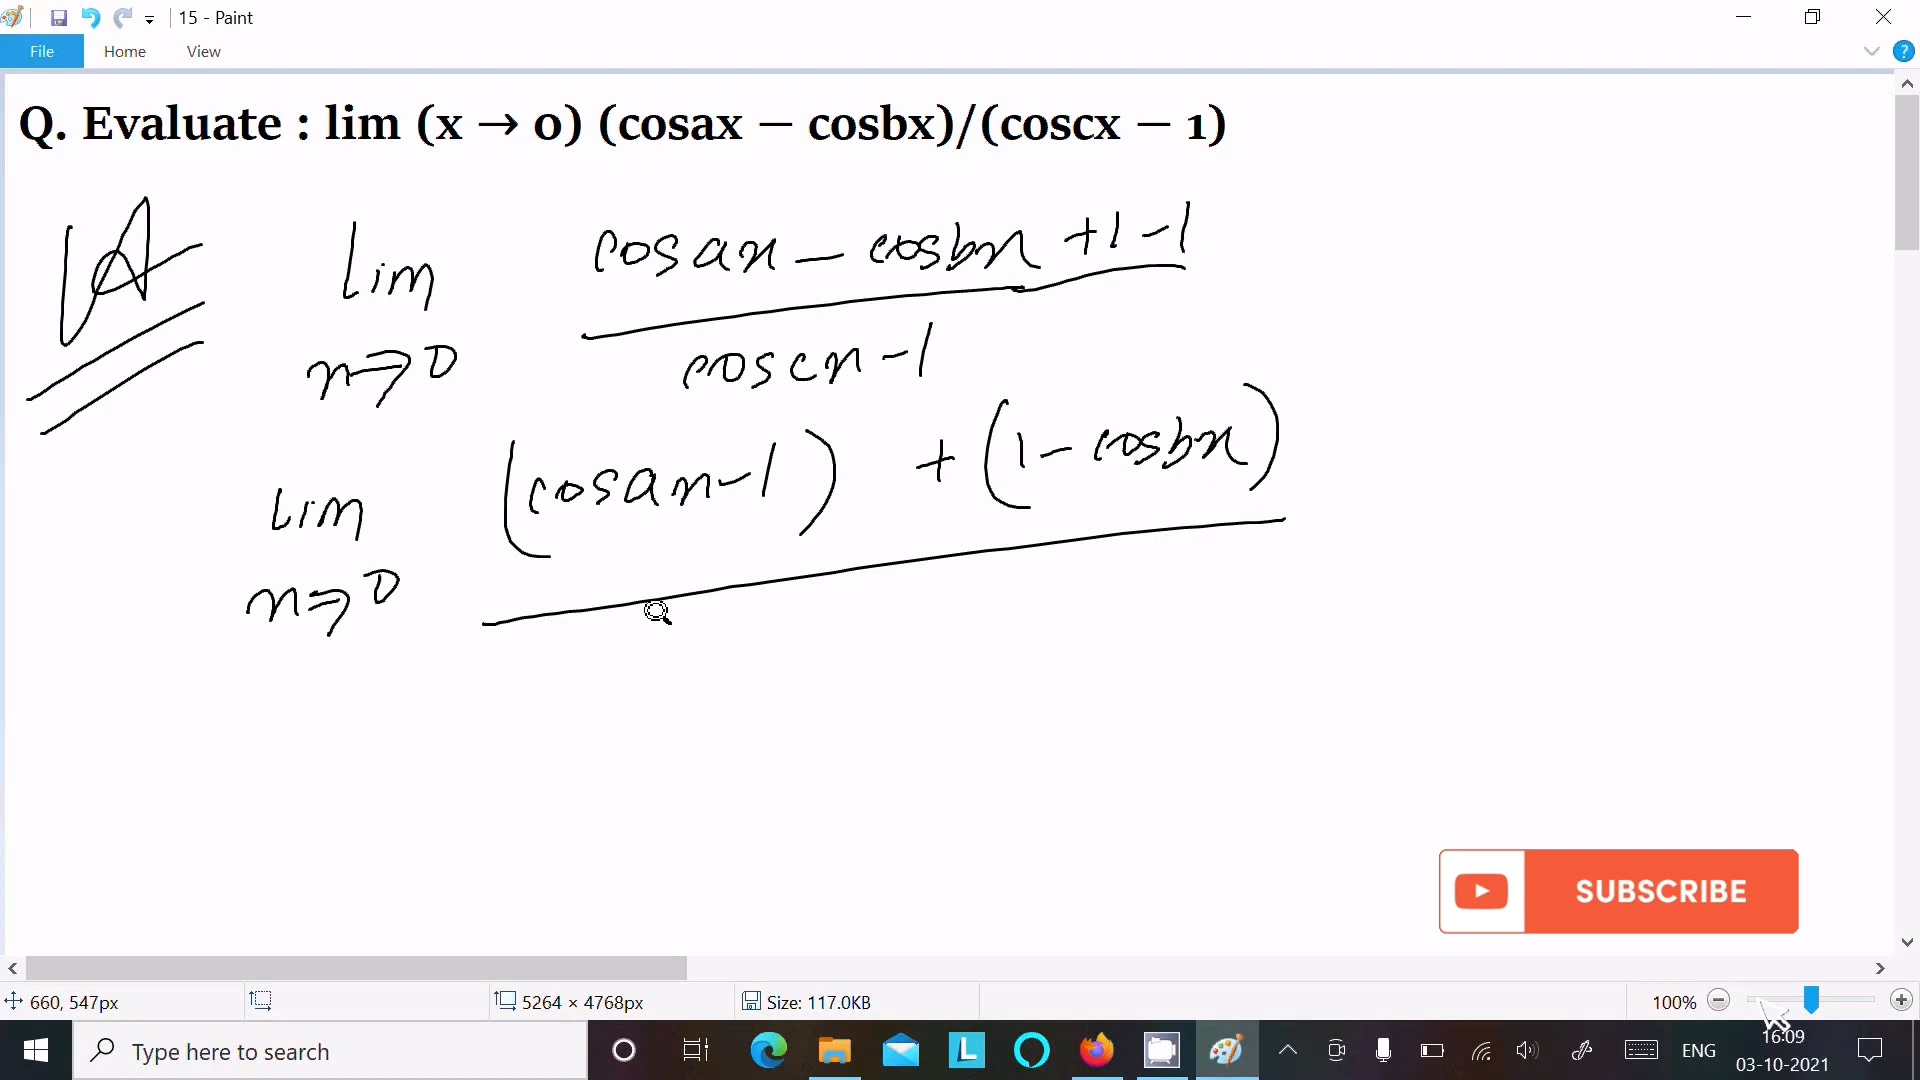 15 - Paint
File Home View
Q. Evaluate : lim (x → 0) (cosax − cosbx)/(coscx − 1)
lim cosax − cosbx +1−1
x→0 coscx−1
lim (cosax−1) + (1−cosbx)
x→0
SUBSCRIBE
660, 547px 5264 × 4768px Size: 117.0KB 100%
Type here to search L ENG 16:09
03-10-2021